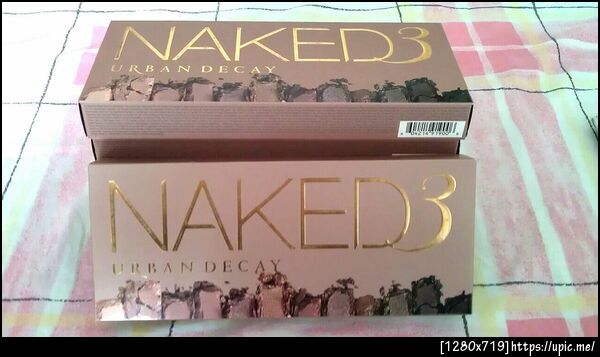 NAKED3
URBAN DECAY
NAKED3
URBAN DECAY
[1280x719]https://upic.me/